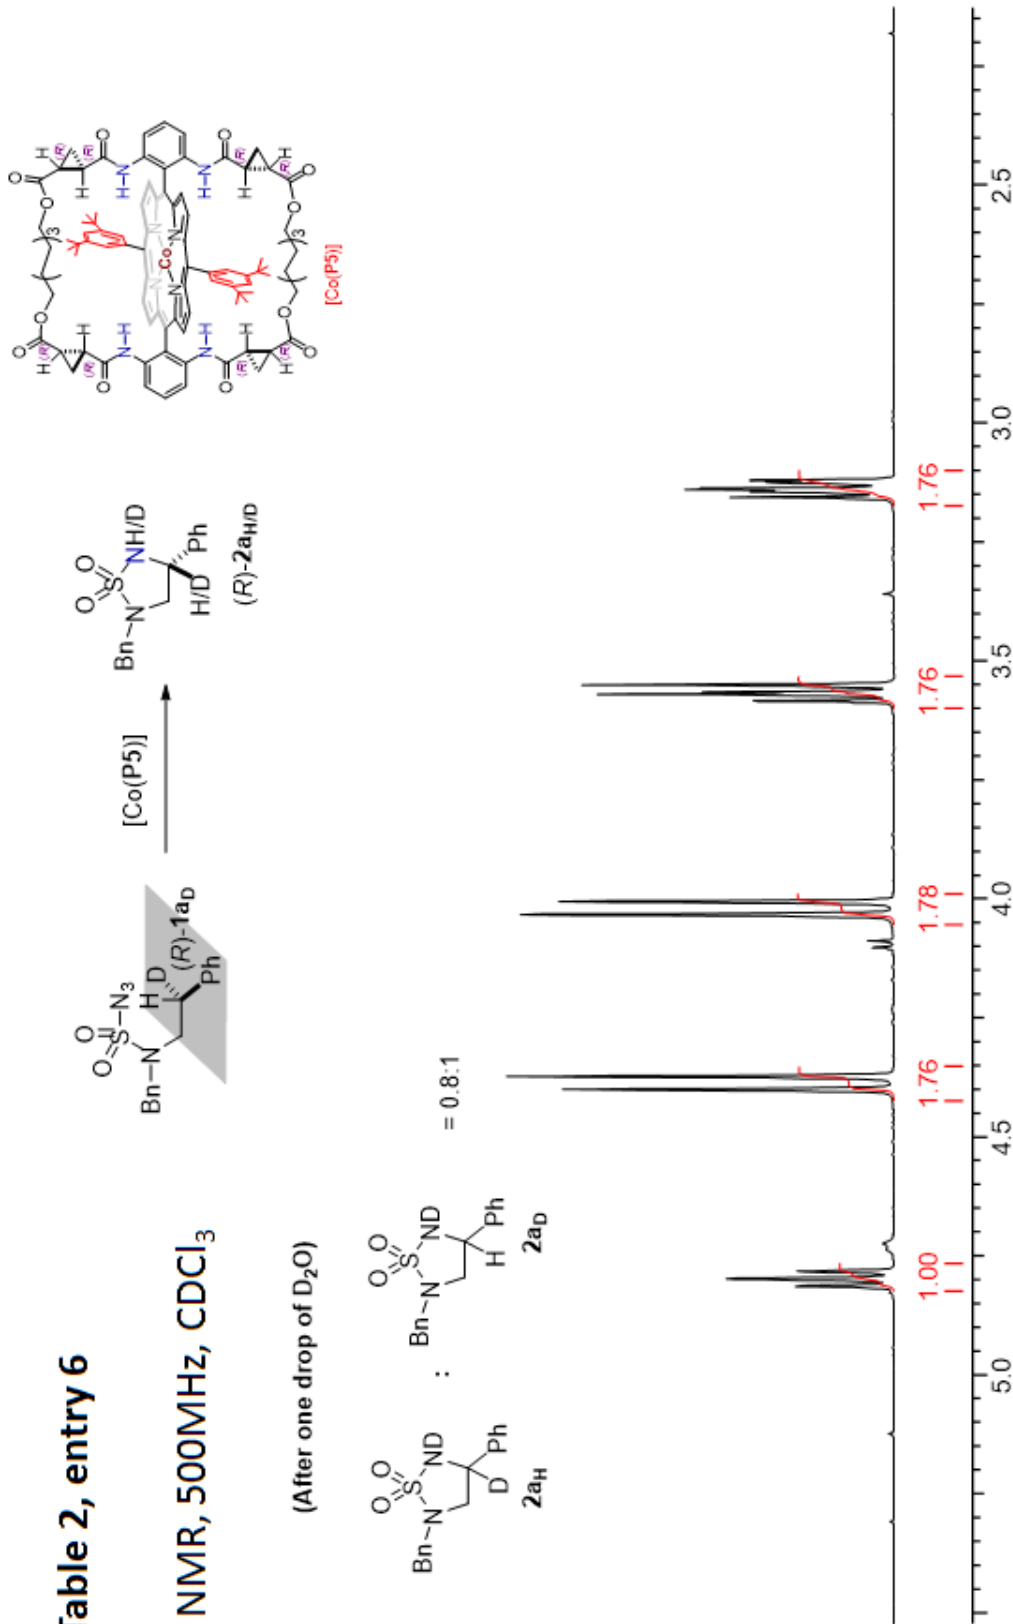 Table 2, entry 6
NMR, 500MHz, CDCl3
(After one drop of D2O)
Bn N S O O N3 H D (R)-1aD Ph
[Co(P5)]
Bn N S O O NH/D H/D Ph
(R)-2aH/D
O O H (R) (R) H O N-H
O O H (R) (R) H O N-H
3
N N N N Co
3
H-N O (R) H (R) H O O
H-N O (R) H (R) H O O
[Co(P5)]
Bn N S O O ND D Ph
2aH
:
Bn N S O O ND H Ph
2aD
= 0.8:1
1.00
1.76
1.78
1.76
1.76
5.0
4.5
4.0
3.5
3.0
2.5